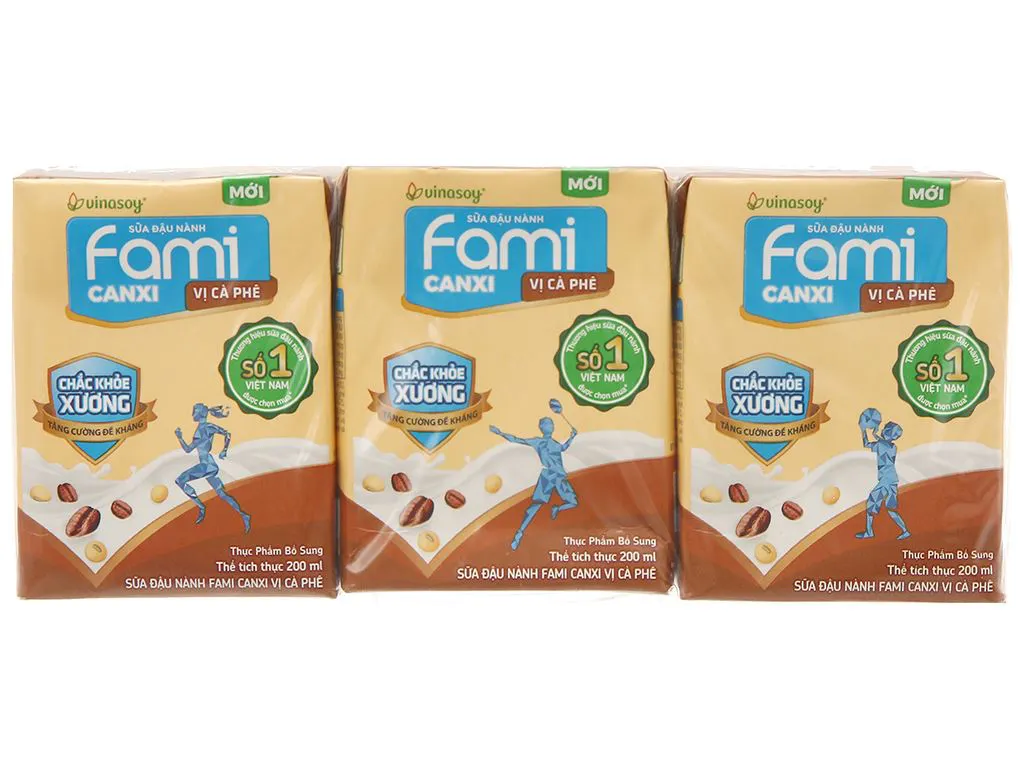 vinasoy
MỚI
SỮA ĐẬU NÀNH
Fami
CANXI
VỊ CÀ PHÊ
Thương hiệu sữa đậu nành
SỐ 1
VIỆT NAM
được chọn mua*
CHẮC KHỎE
XƯƠNG
TĂNG CƯỜNG ĐỀ KHÁNG
Thực Phẩm Bổ Sung
Thể tích thực 200 ml
SỮA ĐẬU NÀNH FAMI CANXI VỊ CÀ PHÊ
vinasoy
MỚI
SỮA ĐẬU NÀNH
Fami
CANXI
VỊ CÀ PHÊ
Thương hiệu sữa đậu nành
SỐ 1
VIỆT NAM
được chọn mua*
CHẮC KHỎE
XƯƠNG
TĂNG CƯỜNG ĐỀ KHÁNG
Thực Phẩm Bổ Sung
Thể tích thực 200 ml
SỮA ĐẬU NÀNH FAMI CANXI VỊ CÀ PHÊ
vinasoy
MỚI
SỮA ĐẬU NÀNH
Fami
CANXI
VỊ CÀ PHÊ
Thương hiệu sữa đậu nành
SỐ 1
VIỆT NAM
được chọn mua*
CHẮC KHỎE
XƯƠNG
TĂNG CƯỜNG ĐỀ KHÁNG
Thực Phẩm Bổ Sung
Thể tích thực 200 ml
SỮA ĐẬU NÀNH FAMI CANXI VỊ CÀ PHÊ